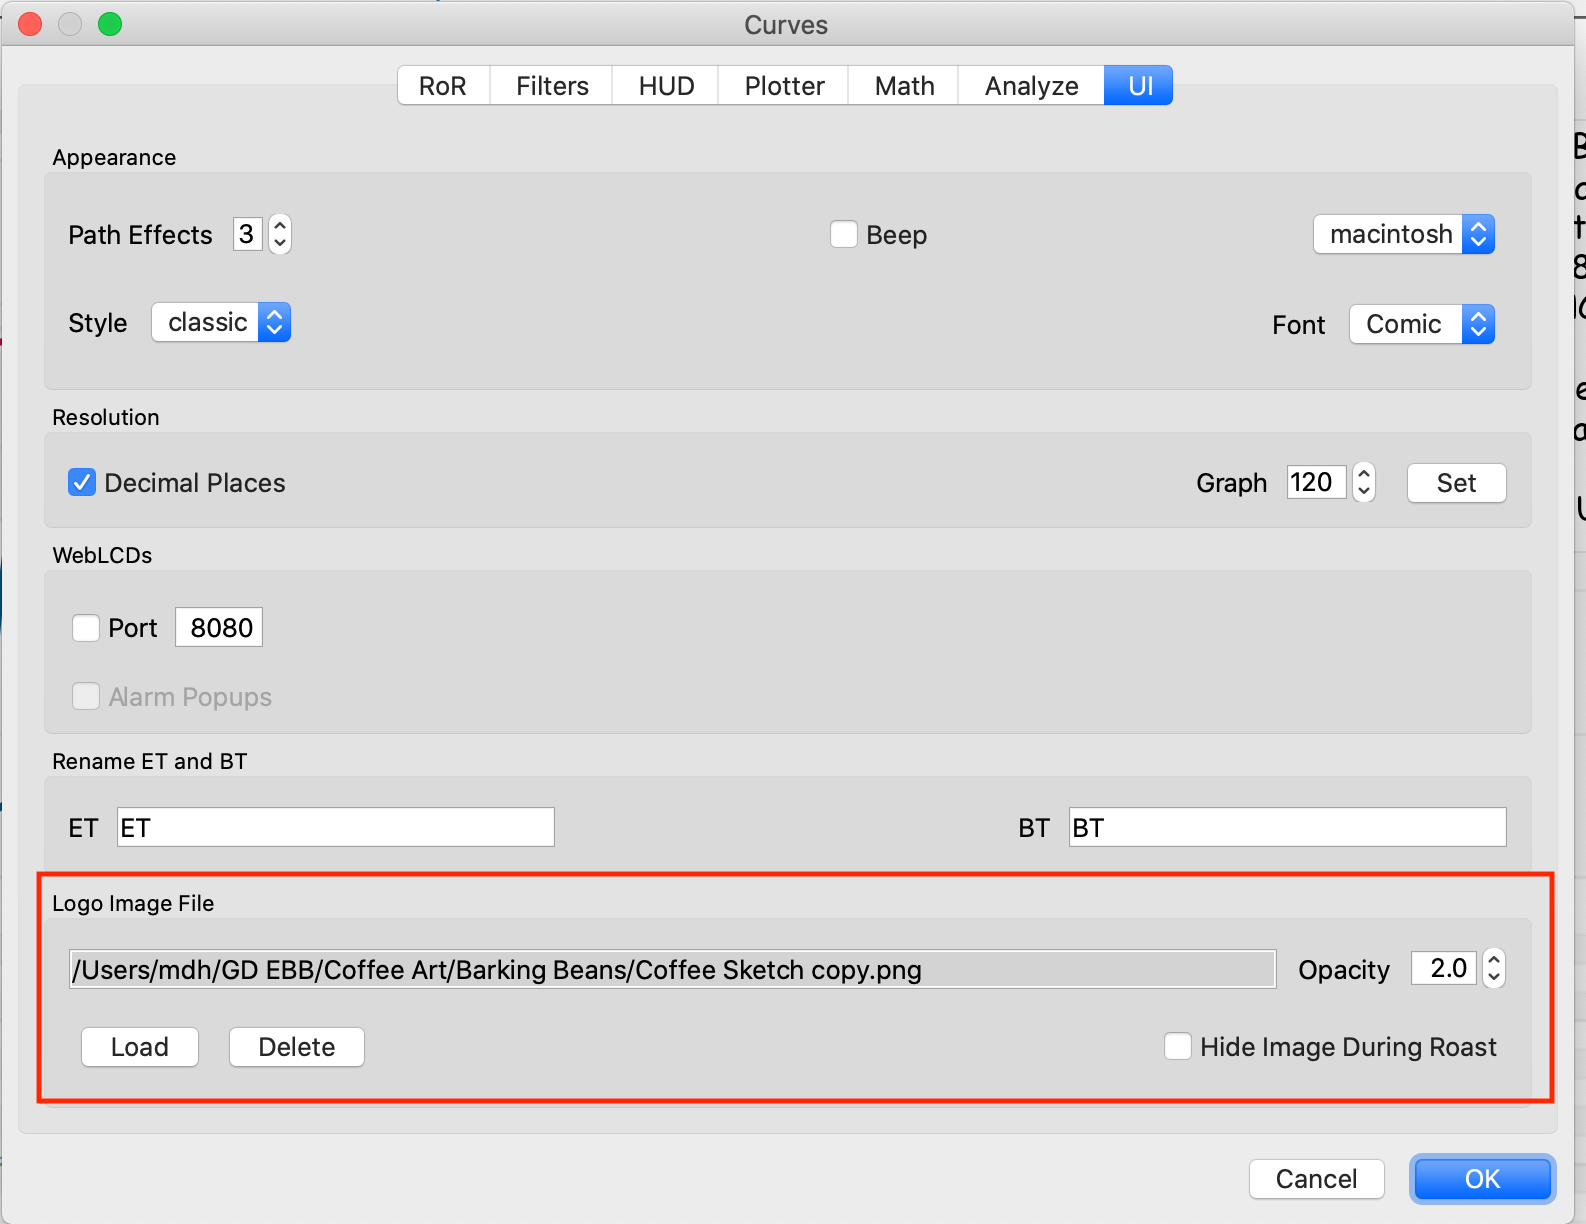 Curves
RoR Filters HUD Plotter Math Analyze UI
Appearance
Path Effects 3 Beep macintosh
Style classic Font Comic
Resolution
Decimal Places Graph 120 Set
WebLCDs
Port 8080
Alarm Popups
Rename ET and BT
ET ET BT BT
Logo Image File
/Users/mdh/GD EBB/Coffee Art/Barking Beans/Coffee Sketch copy.png Opacity 2.0
Load Delete Hide Image During Roast
Cancel OK